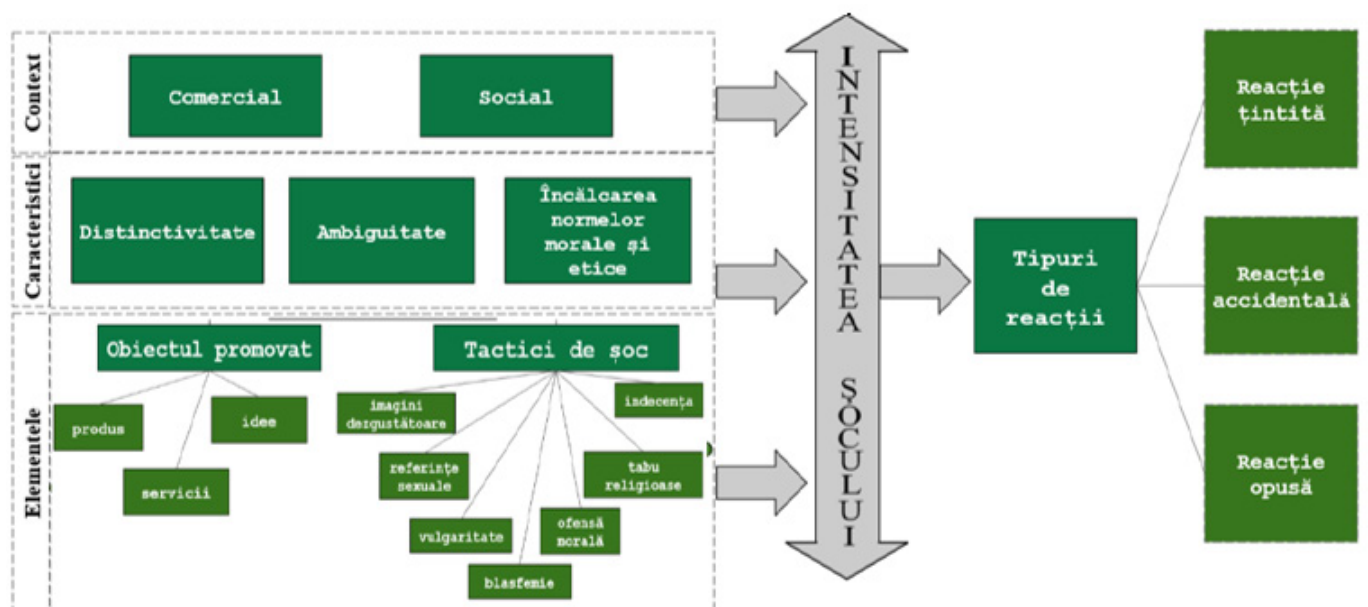 Context
Comercial
Social
Caracteristici
Distinctivitate
Ambiguitate
Încălcarea
normelor
morale și
etice
Elementele
Obiectul promovat
produs
servicii
idee
Tactici de șoc
imagini
dezgustătoare
referințe
sexuale
vulgaritate
blasfemie
ofensă
morală
tabu
religioase
indecența
INTENSITATEA ȘOCULUI
Tipuri
de
reacții
Reacție
țintită
Reacție
accidentală
Reacție
opusă